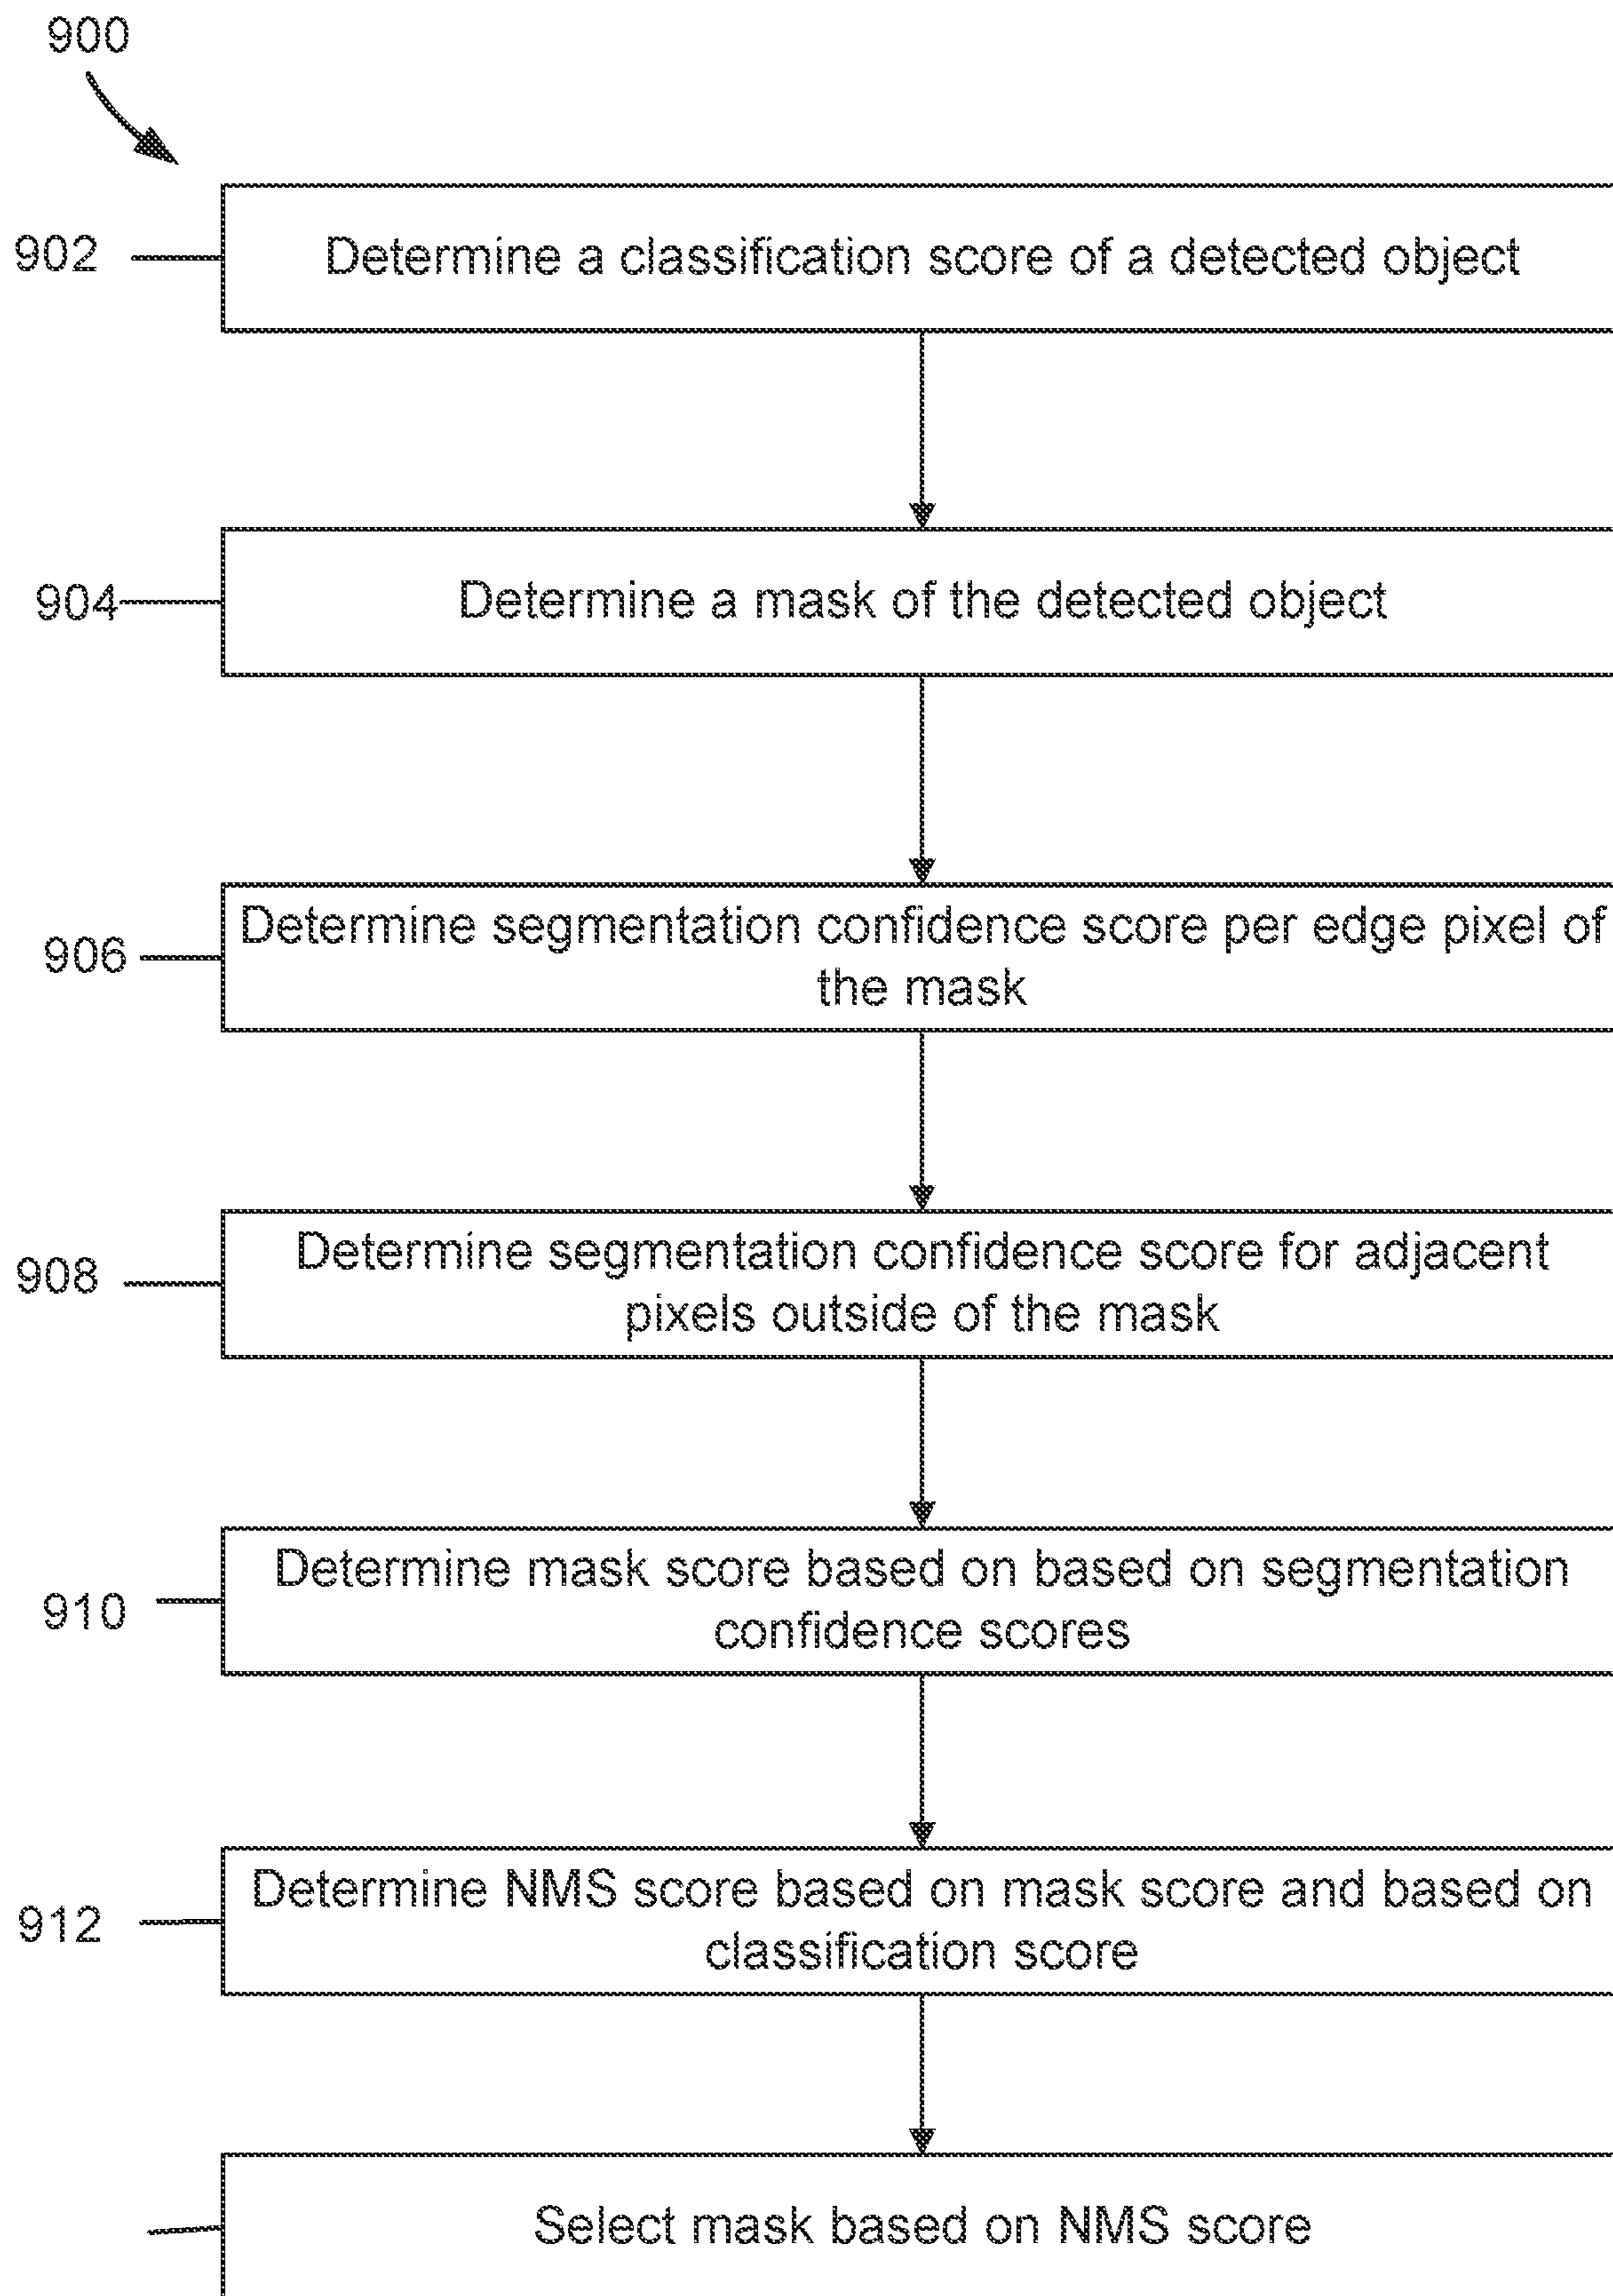 900
902
Determine a classification score of a detected object
904
Determine a mask of the detected object
906
Determine segmentation confidence score per edge pixel of
the mask
908
Determine segmentation confidence score for adjacent
pixels outside of the mask
910
Determine mask score based on based on segmentation
confidence scores
912
Determine NMS score based on mask score and based on
classification score
Select mask based on NMS score